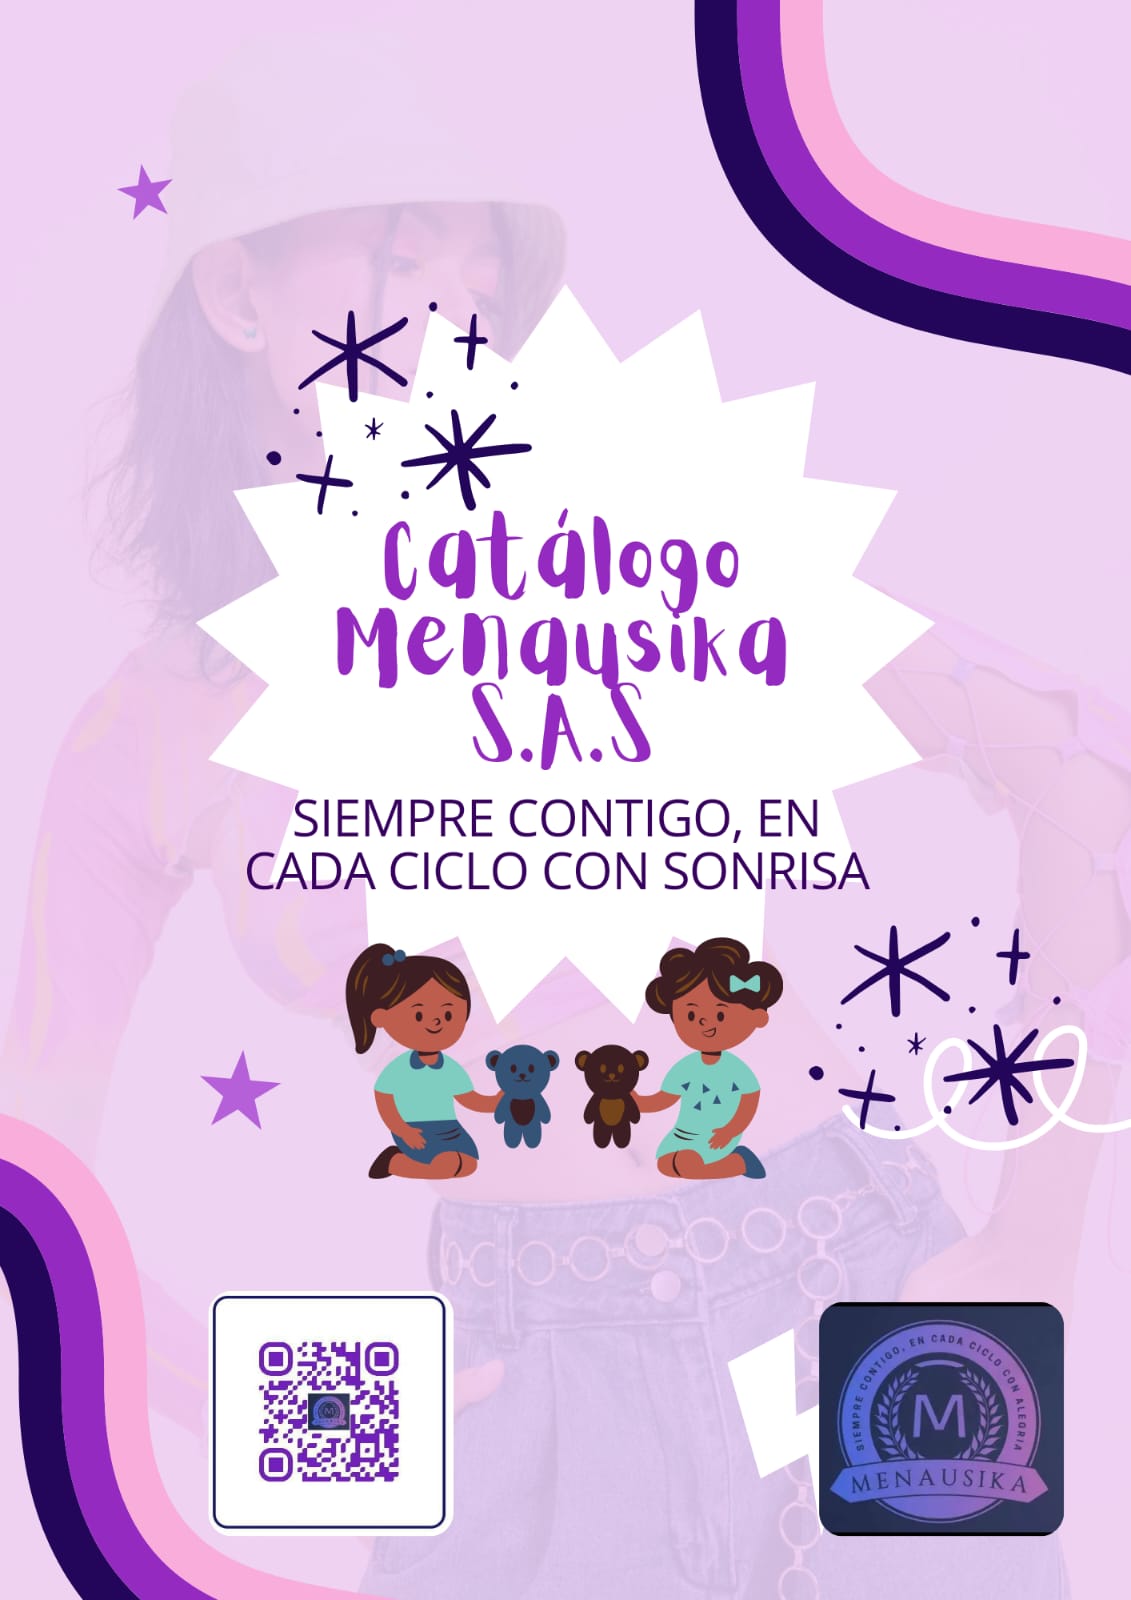 Catálogo
Menausika
S.A.S
SIEMPRE CONTIGO, EN
CADA CICLO CON SONRISA
SIEMPRE CONTIGO, EN CADA CICLO CON ALEGRIA
M
MENAUSIKA